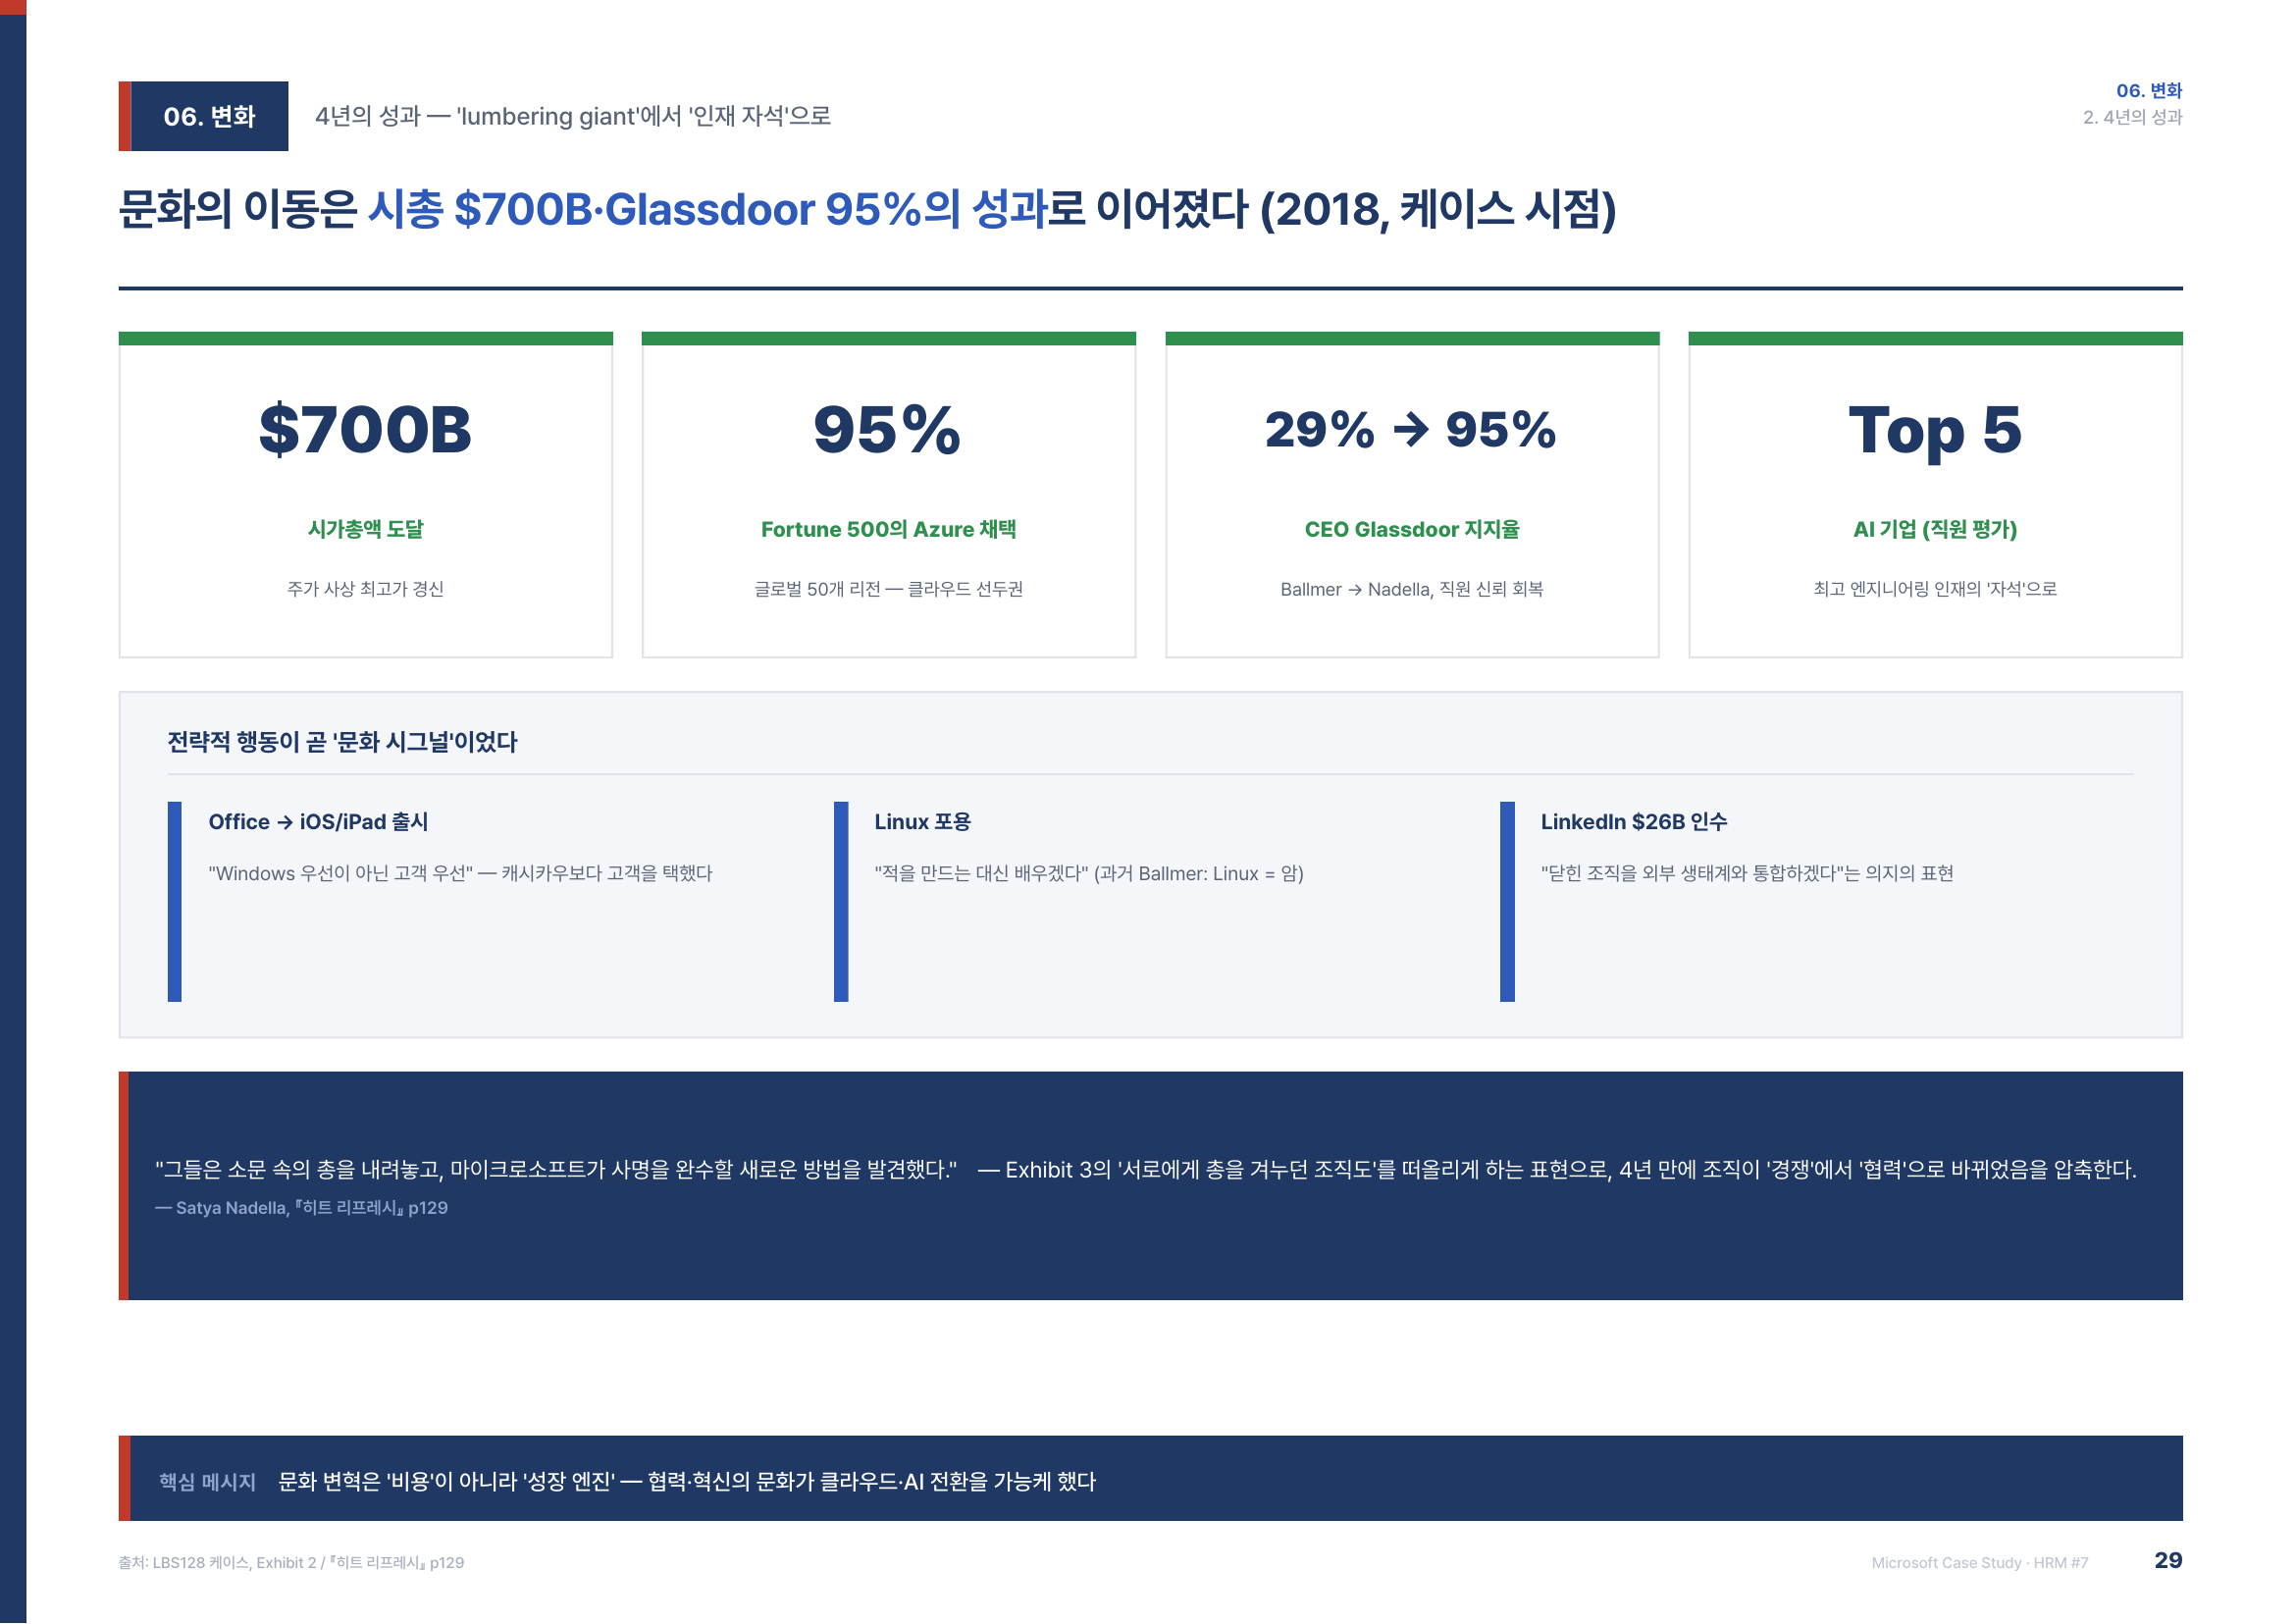 06. 변화
4년의 성과 — 'lumbering giant'에서 '인재 자석'으로
06. 변화
2. 4년의 성과
문화의 이동은 시총 $700B·Glassdoor 95%의 성과로 이어졌다 (2018, 케이스 시점)
$700B
시가총액 도달
주가 사상 최고가 경신
95%
Fortune 500의 Azure 채택
글로벌 50개 리전 — 클라우드 선두권
29% → 95%
CEO Glassdoor 지지율
Ballmer → Nadella, 직원 신뢰 회복
Top 5
AI 기업 (직원 평가)
최고 엔지니어링 인재의 '자석'으로
전략적 행동이 곧 '문화 시그널'이었다
Office → iOS/iPad 출시
"Windows 우선이 아닌 고객 우선" — 캐시카우보다 고객을 택했다
Linux 포용
"적을 만드는 대신 배우겠다" (과거 Ballmer: Linux = 암)
LinkedIn $26B 인수
"닫힌 조직을 외부 생태계와 통합하겠다"는 의지의 표현
"그들은 소문 속의 총을 내려놓고, 마이크로소프트가 사명을 완수할 새로운 방법을 발견했다." — Exhibit 3의 '서로에게 총을 겨누던 조직도'를 떠올리게 하는 표현으로, 4년 만에 조직이 '경쟁'에서 '협력'으로 바뀌었음을 압축한다.
— Satya Nadella, 『히트 리프레시』 p129
핵심 메시지 문화 변혁은 '비용'이 아니라 '성장 엔진' — 협력·혁신의 문화가 클라우드·AI 전환을 가능케 했다
출처: LBS128 케이스, Exhibit 2 / 『히트 리프레시』 p129
Microsoft Case Study · HRM #7
29